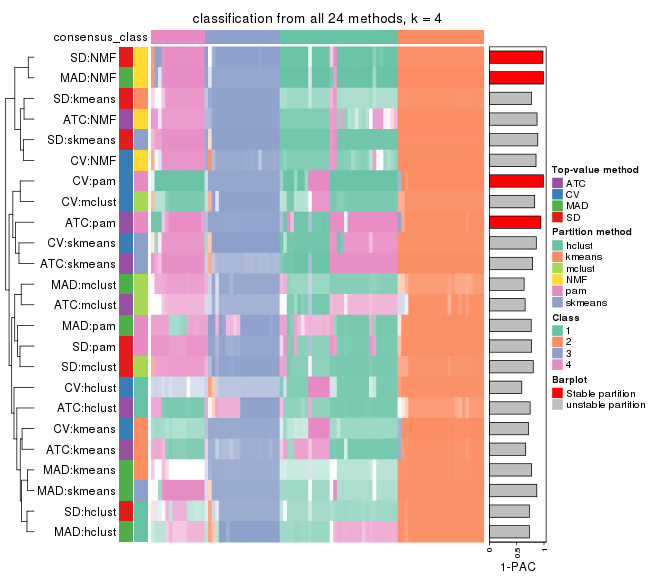 classification from all 24 methods, k = 4
consensus_class
SD:NMF
MAD:NMF
SD:kmeans
ATC:NMF
SD:skmeans
CV:NMF
CV:pam
CV:mclust
ATC:pam
CV:skmeans
ATC:skmeans
MAD:mclust
ATC:mclust
MAD:pam
SD:pam
SD:mclust
CV:hclust
ATC:hclust
CV:kmeans
ATC:kmeans
MAD:kmeans
MAD:skmeans
SD:hclust
MAD:hclust
0
0.5
1
1-PAC
Top-value method
ATC
CV
MAD
SD
Partition method
hclust
kmeans
mclust
NMF
pam
skmeans
Class
1
2
3
4
Barplot
Stable partition
unstable partition